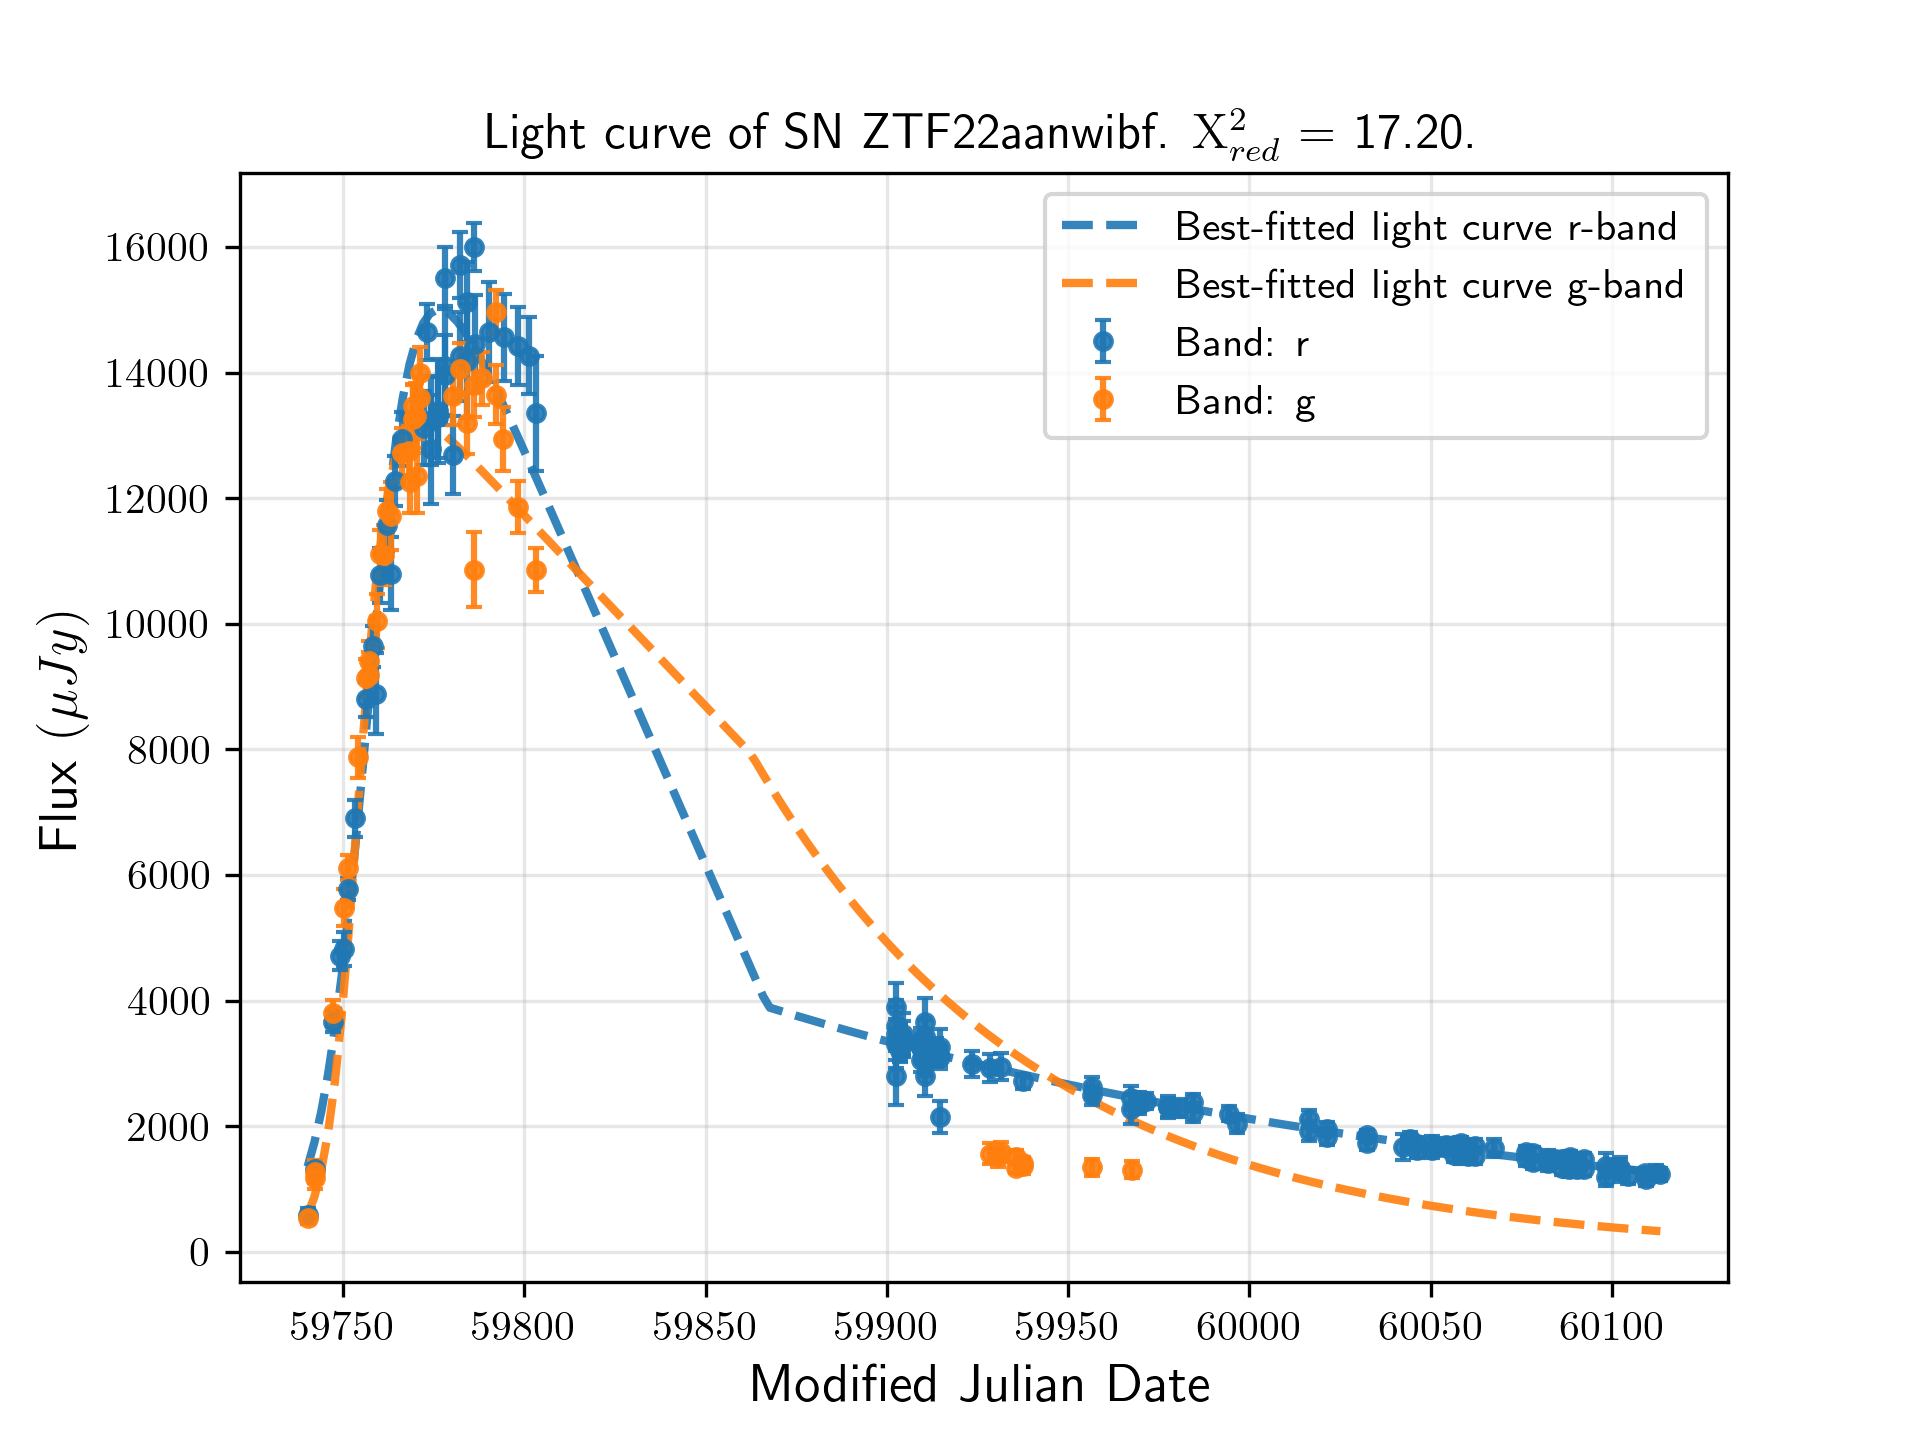 Light curve of SN ZTF22aanwibf. X²red = 17.20.
Best-fitted light curve r-band
Best-fitted light curve g-band
Band: r
Band: g
Flux (μJy)
16000
14000
12000
10000
8000
6000
4000
2000
0
59750 59800 59850 59900 59950 60000 60050 60100
Modified Julian Date